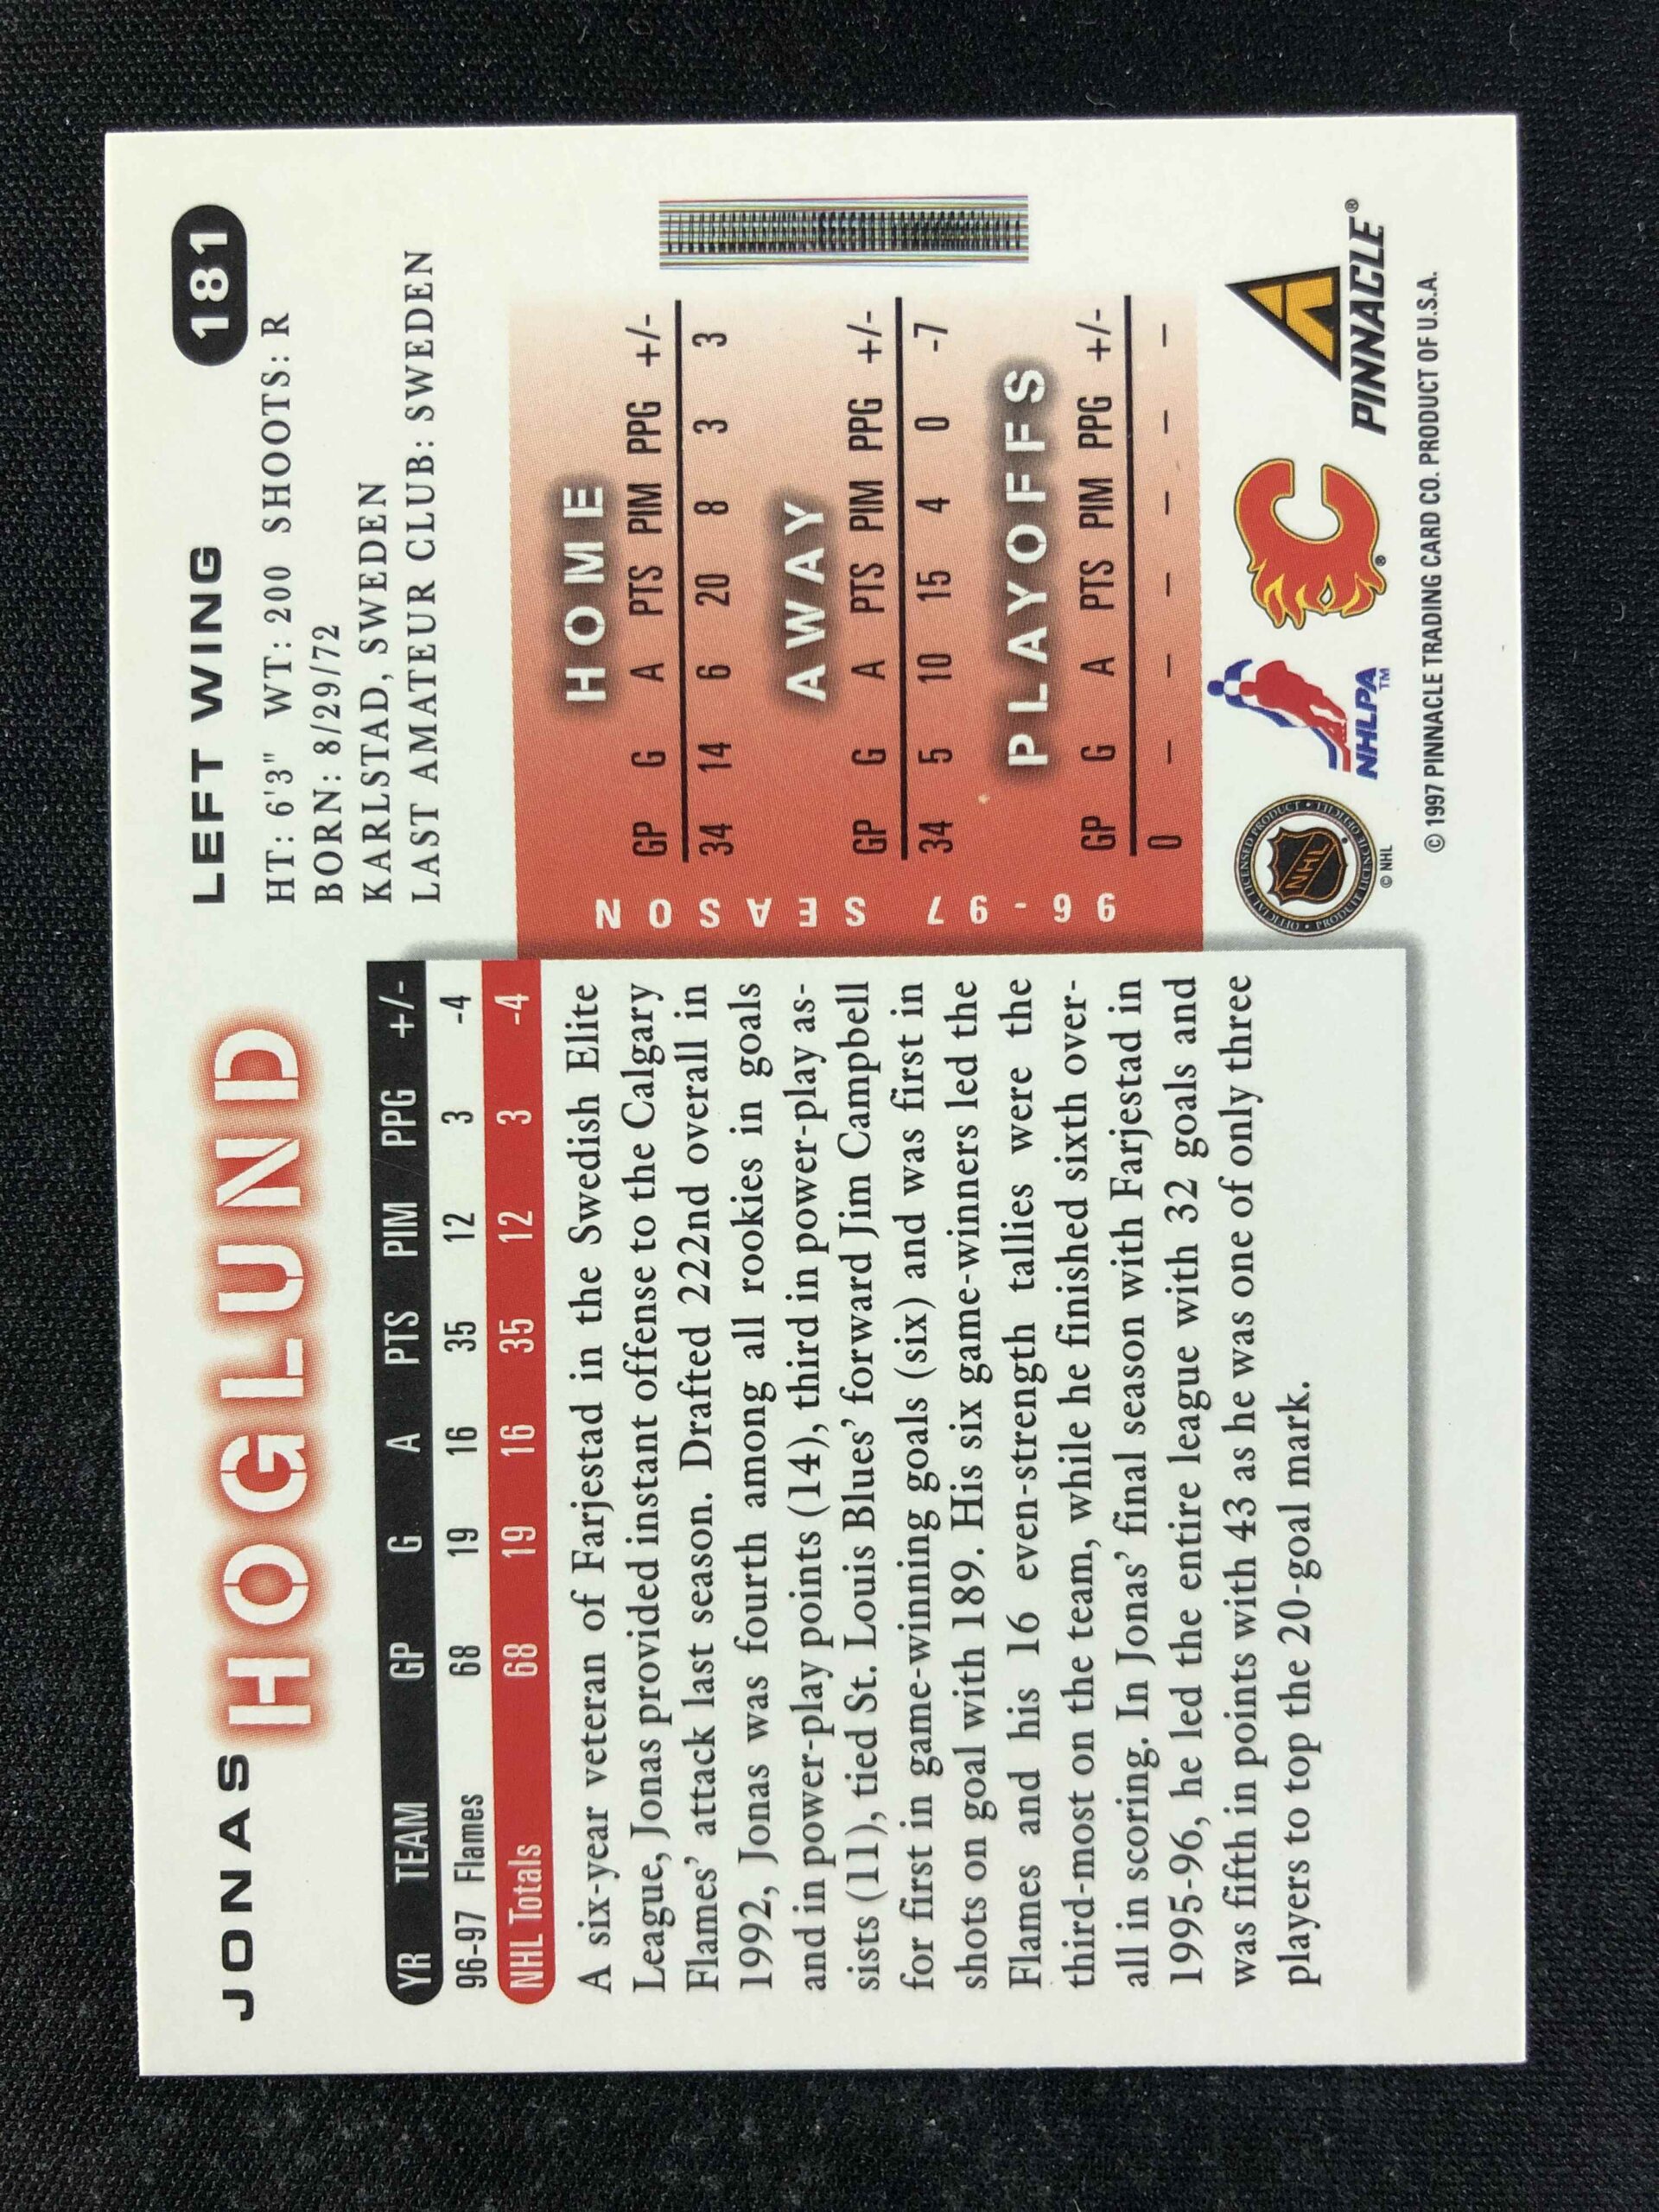 JONAS HOGLUND
LEFT WING
181
HT: 6'3" WT: 200 SHOOTS: R
BORN: 8/29/72
KARLSTAD, SWEDEN
LAST AMATEUR CLUB: SWEDEN
YR TEAM GP G A PTS PIM PPG +/-
96-97 Flames 68 19 16 35 12 3 -4
NHL Totals 68 19 16 35 12 3 -4
A six-year veteran of Farjestad in the Swedish Elite
League, Jonas provided instant offense to the Calgary
Flames' attack last season. Drafted 222nd overall in
1992, Jonas was fourth among all rookies in goals
and in power-play points (14), third in power-play as-
sists (11), tied St. Louis Blues' forward Jim Campbell
for first in game-winning goals (six) and was first in
shots on goal with 189. His six game-winners led the
Flames and his 16 even-strength tallies were the
third-most on the team, while he finished sixth over-
all in scoring. In Jonas' final season with Farjestad in
1995-96, he led the entire league with 32 goals and
was fifth in points with 43 as he was one of only three
players to top the 20-goal mark.
96-97 SEASON
HOME
GP G A PTS PIM PPG +/-
34 14 6 20 8 3 3
AWAY
GP G A PTS PIM PPG +/-
34 5 10 15 4 0 -7
PLAYOFFS
GP G A PTS PIM PPG +/-
0 – – – – – –
OFFICIAL LICENSED PRODUCT • PRODUIT LICENCIÉ OFFICIEL •
NHL
© NHL
NHLPA™
C®
PINNACLE®
© 1997 PINNACLE TRADING CARD CO. PRODUCT OF U.S.A.